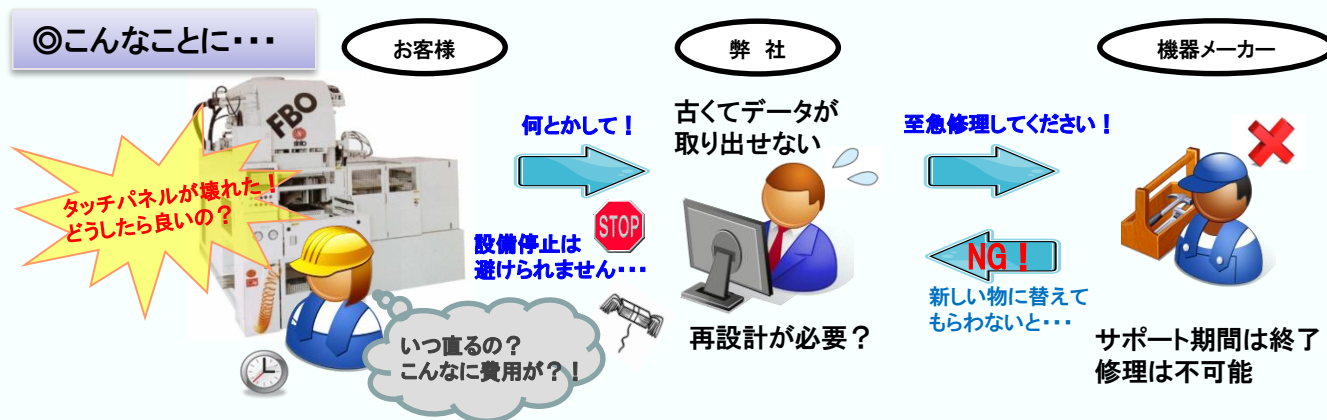 ◎こんなことに・・・
お客様
弊 社
機器メーカー
FBO
sinto
タッチパネルが壊れた！
どうしたら良いの？
何とかして！
古くてデータが
取り出せない
至急修理してください！
STOP
設備停止は
避けられません・・・
NG！
新しい物に替えて
もらわないと・・・
いつ直るの？
こんなに費用が？！
再設計が必要？
サポート期間は終了
修理は不可能